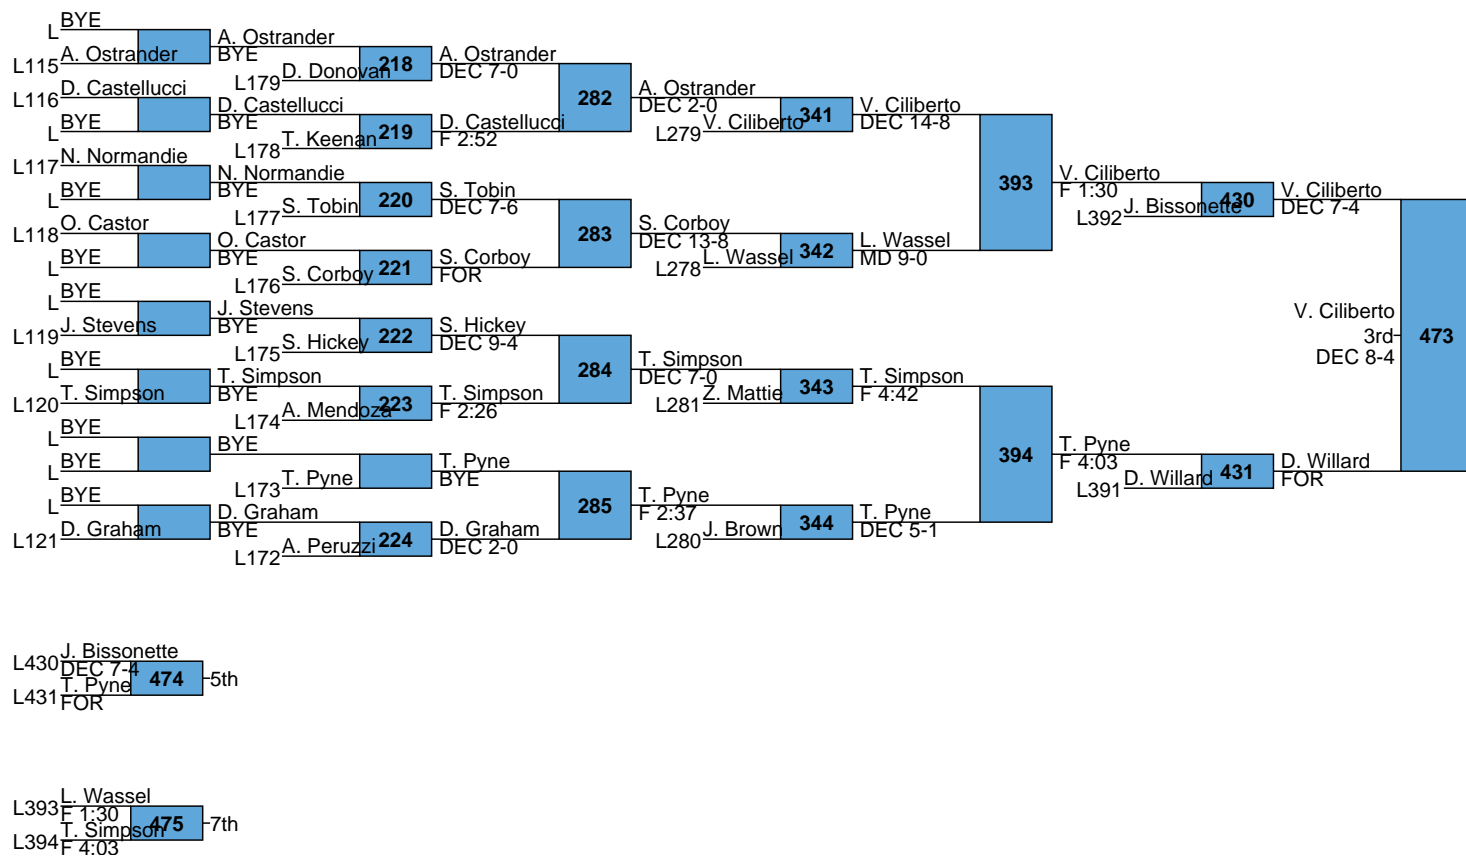 BYE
L
A. Ostrander
L115
D. Castellucci
L116
BYE
L
N. Normandie
L117
BYE
L
O. Castor
L118
BYE
L
BYE
L
J. Stevens
L119
BYE
L
T. Simpson
L120
BYE
L
BYE
L
BYE
L
D. Graham
L121
A. Ostrander
BYE
D. Donovan
L179
218
D. Castellucci
BYE
T. Keenan
L178
219
N. Normandie
BYE
S. Tobin
L177
220
O. Castor
BYE
S. Corboy
L176
221
J. Stevens
BYE
S. Hickey
L175
222
T. Simpson
BYE
A. Mendoza
L174
223
BYE
T. Pyne
L173
D. Graham
BYE
A. Peruzzi
L172
224
A. Ostrander
DEC 7-0
282
D. Castellucci
F 2:52
S. Tobin
DEC 7-6
283
S. Corboy
FOR
S. Hickey
DEC 9-4
284
T. Simpson
F 2:26
T. Pyne
BYE
285
D. Graham
DEC 2-0
A. Ostrander
DEC 2-0
V. Ciliberto
L279
341
S. Corboy
DEC 13-8
L. Wassel
L278
342
T. Simpson
DEC 7-0
Z. Mattie
L281
343
T. Pyne
F 2:37
J. Brown
L280
344
V. Ciliberto
DEC 14-8
393
L. Wassel
MD 9-0
T. Simpson
F 4:42
394
T. Pyne
DEC 5-1
V. Ciliberto
F 1:30
J. Bissonette
L392
430
T. Pyne
F 4:03
D. Willard
L391
431
V. Ciliberto
DEC 7-4
D. Willard
FOR
473
V. Ciliberto
3rd
DEC 8-4
J. Bissonette
L430
DEC 7-4
474
5th
T. Pyne
L431
FOR
L. Wassel
L393
F 1:30
475
7th
T. Simpson
L394
F 4:03